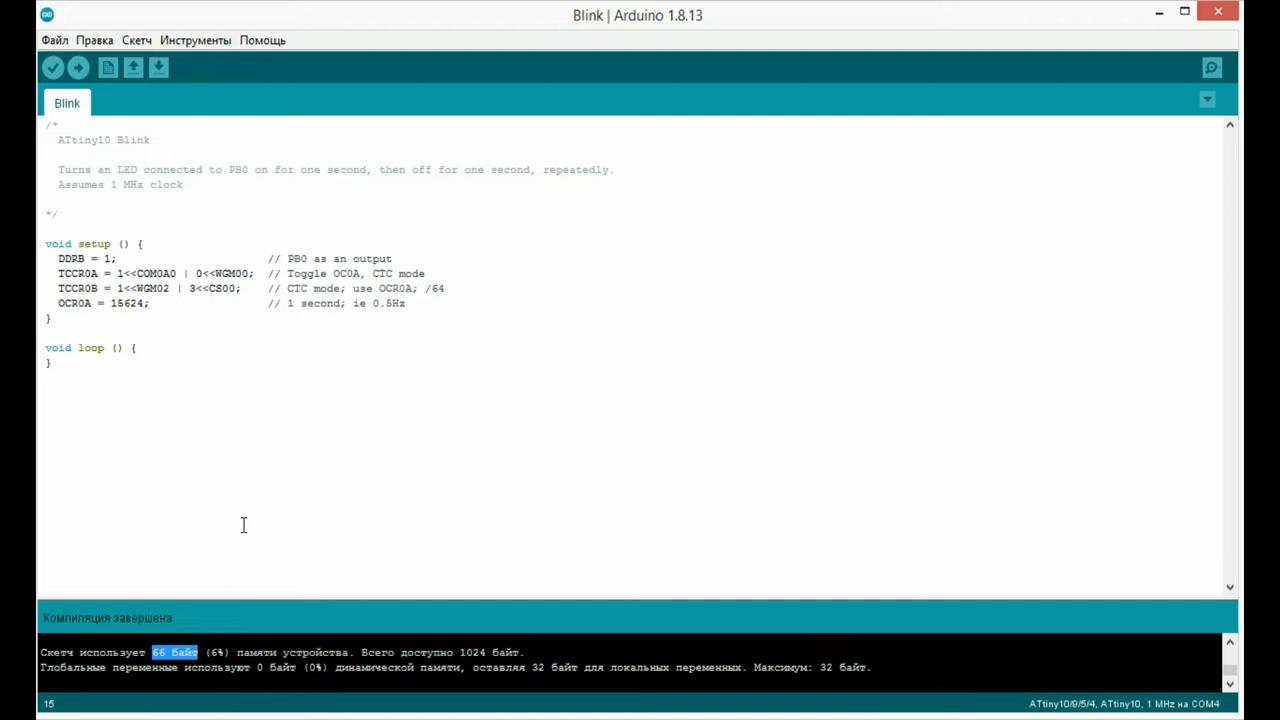 Blink | Arduino 1.8.13
Файл Правка Скетч Инструменты Помощь
Blink
/*
ATtiny10 Blink
Turns an LED connected to PB0 on for one second, then off for one second, repeatedly.
Assumes 1 MHz clock
*/
void setup () {
DDRB = 1; // PB0 as an output
TCCR0A = 1<<COM0A0 | 0<<WGM00; // Toggle OC0A, CTC mode
TCCR0B = 1<<WGM02 | 3<<CS00; // CTC mode; use OCR0A; /64
OCR0A = 15624; // 1 second; ie 0.5Hz
}
void loop () {
}
Компиляция завершена
Скетч использует 66 байт (6%) памяти устройства. Всего доступно 1024 байт.
Глобальные переменные используют 0 байт (0%) динамической памяти, оставляя 32 байт для локальных переменных. Максимум: 32 байт.
15 ATtiny10/9/5/4, ATtiny10, 1 MHz на COM4